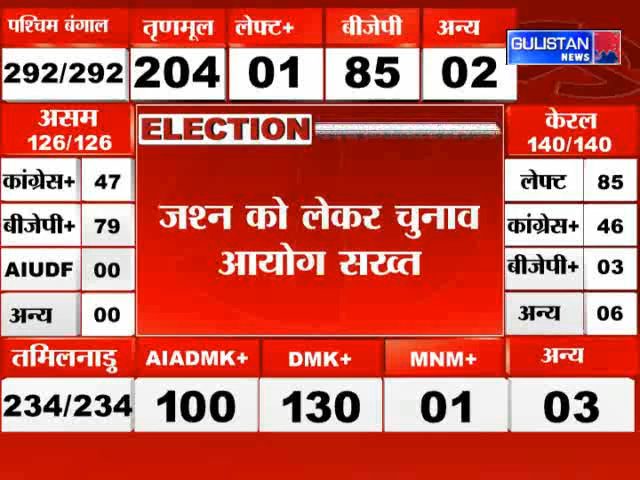 पश्चिम बंगाल तृणमूल लेफ्ट+ बीजेपी अन्य
292/292 204 01 85 02
GULISTAN
NEWS
असम
126/126
कांग्रेस+ 47
बीजेपी+ 79
AIUDF 00
अन्य 00
ELECTION
जश्न को लेकर चुनाव
आयोग सख्त
केरल
140/140
लेफ्ट 85
कांग्रेस+ 46
बीजेपी+ 03
अन्य 06
तमिलनाडु AIADMK+ DMK+ MNM+ अन्य
234/234 100 130 01 03